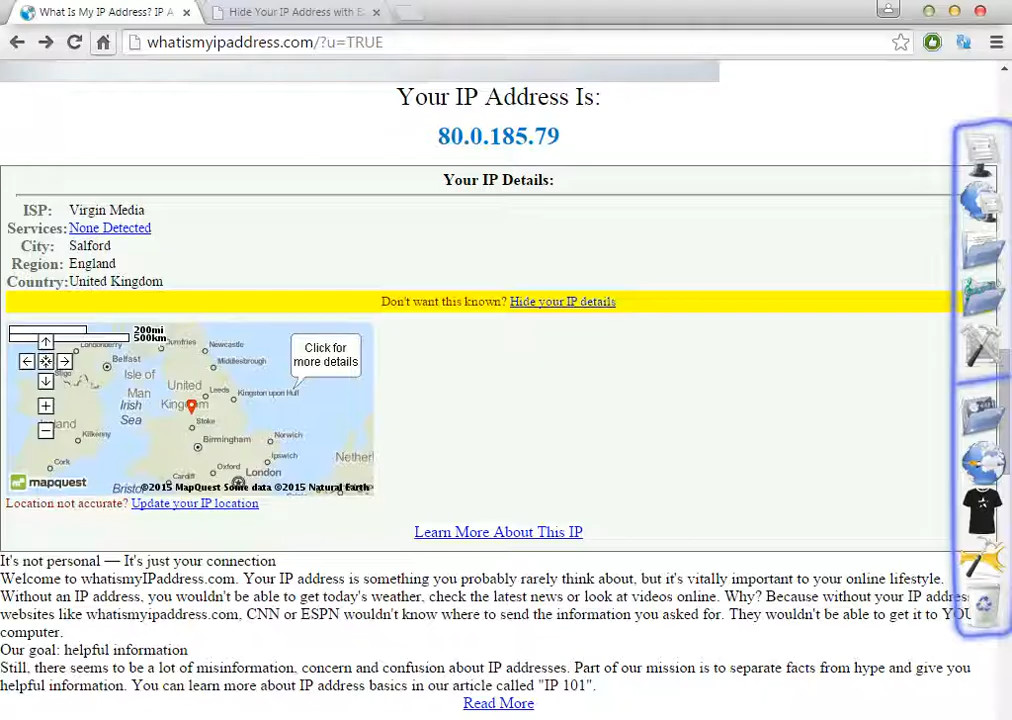 What Is My IP Address? IP A
Hide Your IP Address with E
whatismyipaddress.com/?u=TRUE
Your IP Address Is:
80.0.185.79
Your IP Details:
ISP: Virgin Media
Services: None Detected
City: Salford
Region: England
Country: United Kingdom
Don't want this known? Hide your IP details
200mi
500km
Click for
more details
Londonderry
Dumfries
Newcastle
Belfast
Middlesbrough
Isle of
Man
United
Kingdom
Leeds
Kingston upon Hull
Irish
Sea
Stoke
Kilkenny
Birmingham
Norwich
Ipswich
Cork
Oxford
London
Nether
Cardiff
Bristol
mapquest
©2015 MapQuest Some data ©2015 Natural Earth
Location not accurate? Update your IP location
Learn More About This IP
It's not personal — It's just your connection
Welcome to whatismyIPaddress.com. Your IP address is something you probably rarely think about, but it's vitally important to your online lifestyle.
Without an IP address, you wouldn't be able to get today's weather, check the latest news or look at videos online. Why? Because without your IP address
websites like whatismyipaddress.com, CNN or ESPN wouldn't know where to send the information you asked for. They wouldn't be able to get it to YOU
computer.
Our goal: helpful information
Still, there seems to be a lot of misinformation, concern and confusion about IP addresses. Part of our mission is to separate facts from hype and give you
helpful information. You can learn more about IP address basics in our article called "IP 101".
Read More